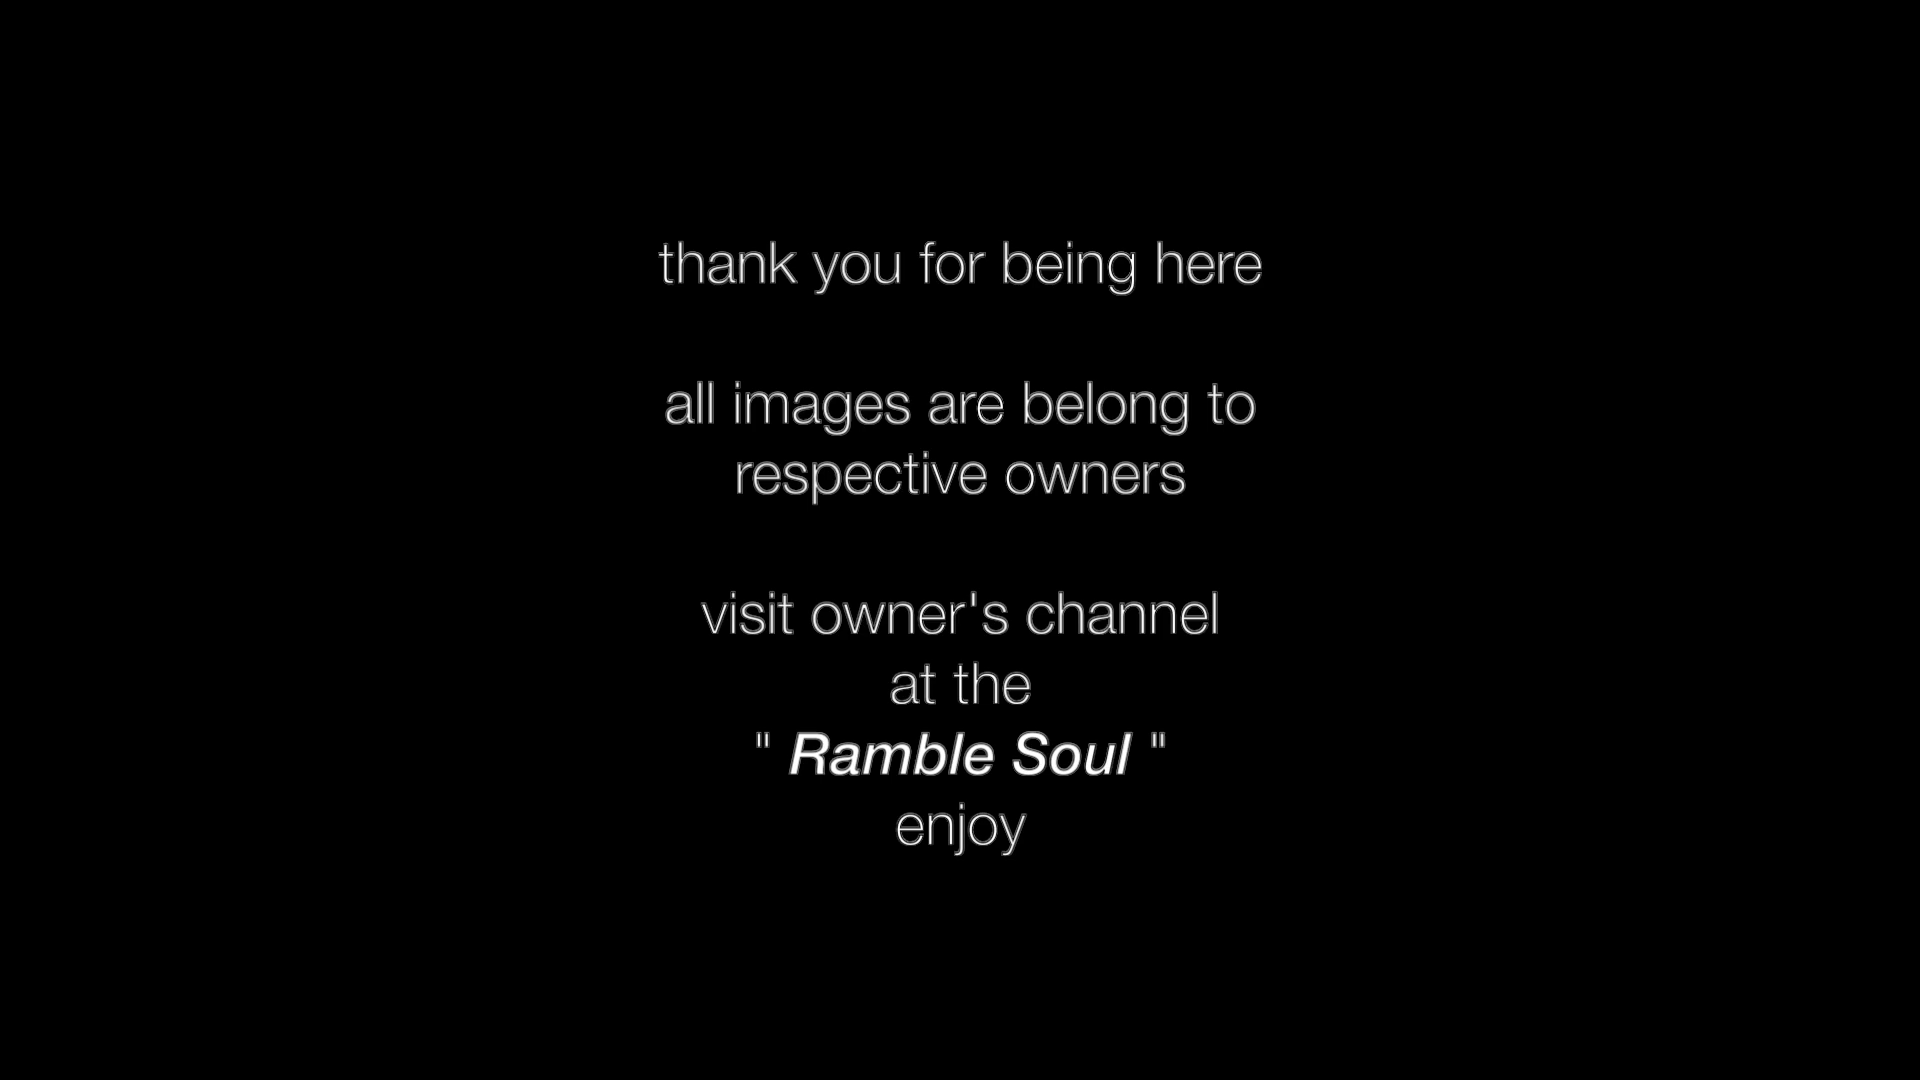 thank you for being here
all images are belong to
respective owners
visit owner's channel
at the
" Ramble Soul "
enjoy